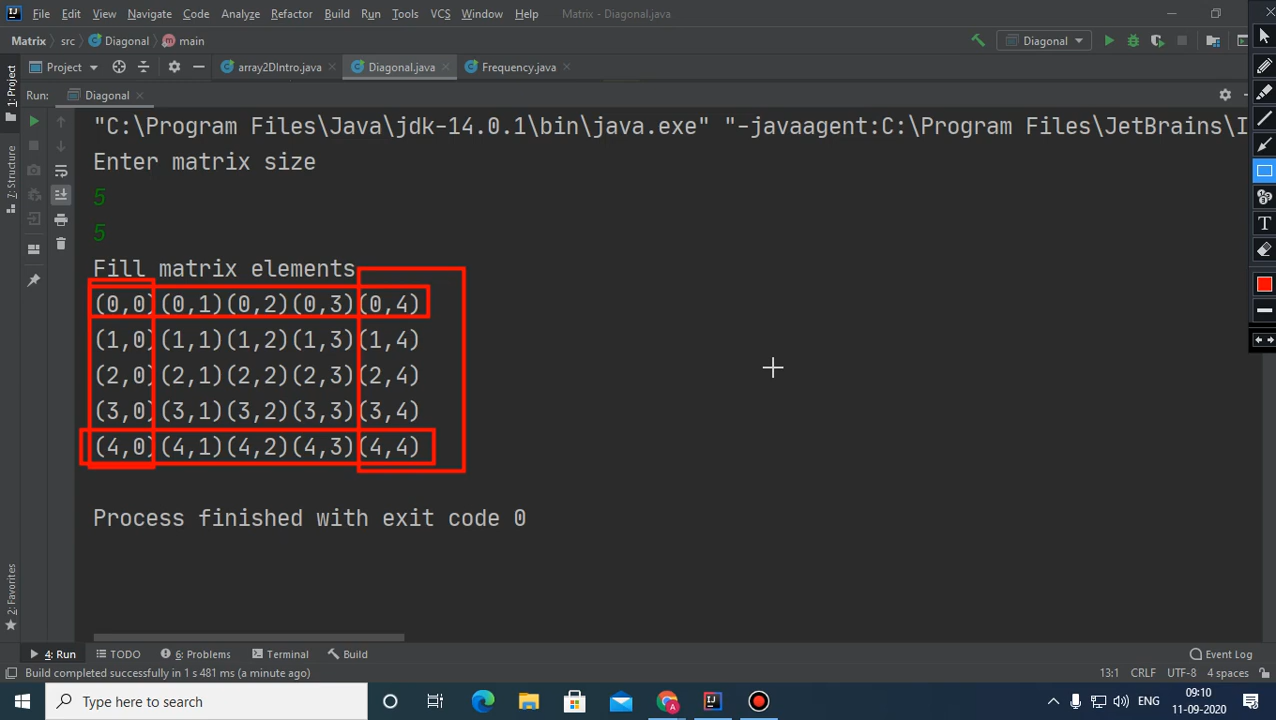 File Edit View Navigate Code Analyze Refactor Build Run Tools VCS Window Help Matrix - Diagonal.java
Matrix src Diagonal main Diagonal
Project array2DIntro.java Diagonal.java Frequency.java
1: Project
Run: Diagonal
"C:\Program Files\Java\jdk-14.0.1\bin\java.exe" "-javaagent:C:\Program Files\JetBrains\I
Enter matrix size
5
5
Fill matrix elements
(0,0)(0,1)(0,2)(0,3)(0,4)
(1,0)(1,1)(1,2)(1,3)(1,4)
(2,0)(2,1)(2,2)(2,3)(2,4)
(3,0)(3,1)(3,2)(3,3)(3,4)
(4,0)(4,1)(4,2)(4,3)(4,4)
Process finished with exit code 0
7: Structure
2: Favorites
4: Run TODO 6: Problems Terminal Build Event Log
Build completed successfully in 1 s 481 ms (a minute ago) 13:1 CRLF UTF-8 4 spaces
Type here to search ENG 09:10
11-09-2020